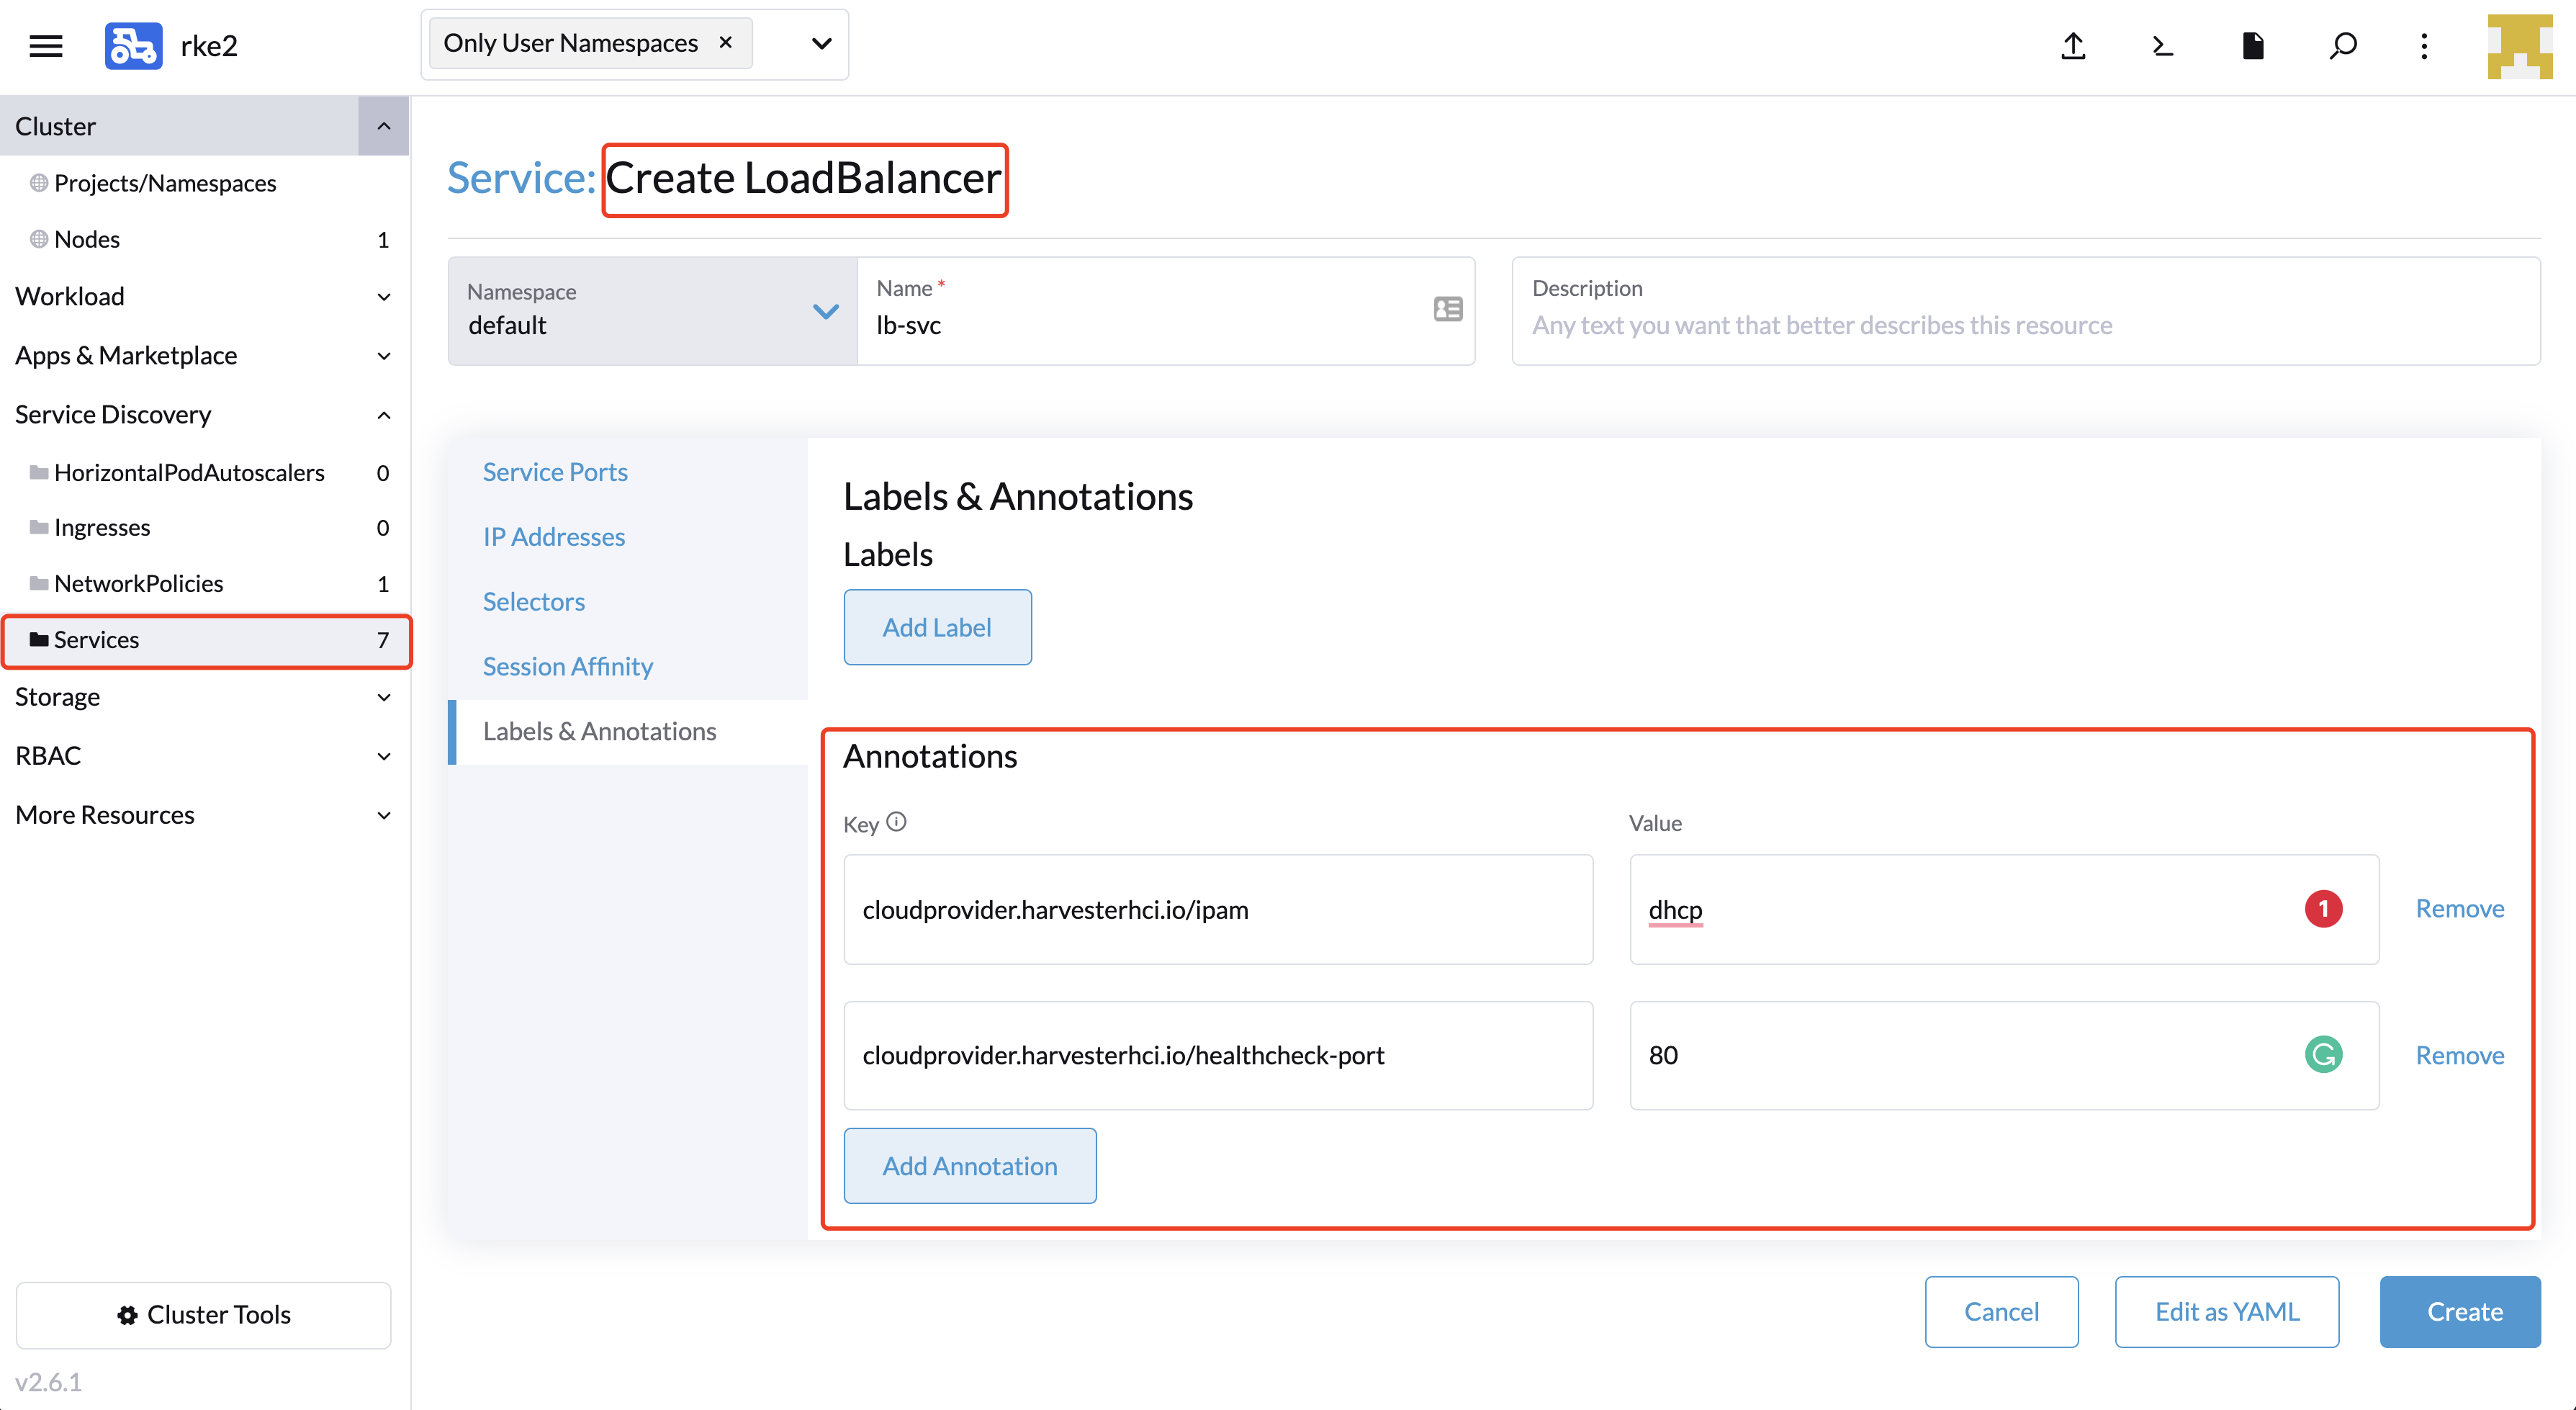 rke2
Only User Namespaces ×
Cluster
Projects/Namespaces
Nodes 1
Workload
Apps & Marketplace
Service Discovery
HorizontalPodAutoscalers 0
Ingresses 0
NetworkPolicies 1
Services 7
Storage
RBAC
More Resources
Cluster Tools
v2.6.1
Service: Create LoadBalancer
Namespace
default
Name *
lb-svc
Description
Any text you want that better describes this resource
Service Ports
IP Addresses
Selectors
Session Affinity
Labels & Annotations
Labels & Annotations
Labels
Add Label
Annotations
Key Value
cloudprovider.harvesterhci.io/ipam dhcp 1 Remove
cloudprovider.harvesterhci.io/healthcheck-port 80 Remove
Add Annotation
Cancel Edit as YAML Create